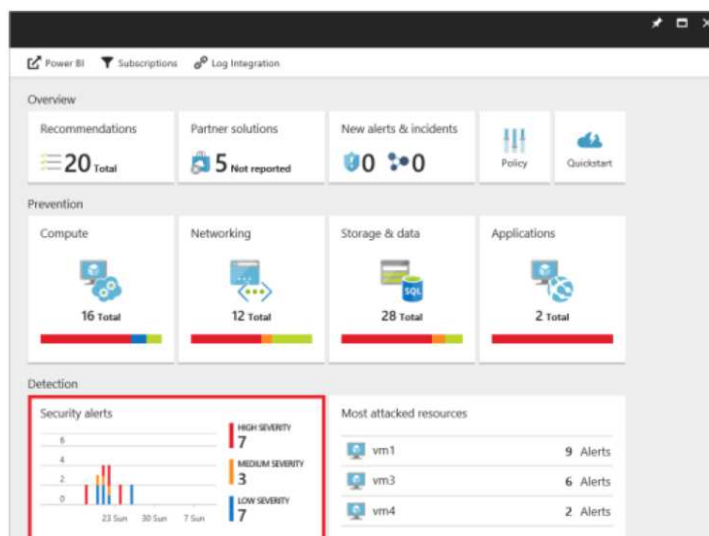 Power BI Subscriptions Log Integration
Overview
Recommendations
20 Total
Partner solutions
5 Not reported
New alerts & incidents
0 0
Policy
Quickstart
Prevention
Compute
16 Total
Networking
12 Total
Storage & data
SQL
28 Total
Applications
2 Total
Detection
Security alerts
6
4
2
0
23 Sun 30 Sun 7 Sun
HIGH SEVERITY
7
MEDIUM SEVERITY
3
LOW SEVERITY
7
Most attacked resources
vm1 9 Alerts
vm3 6 Alerts
vm4 2 Alerts